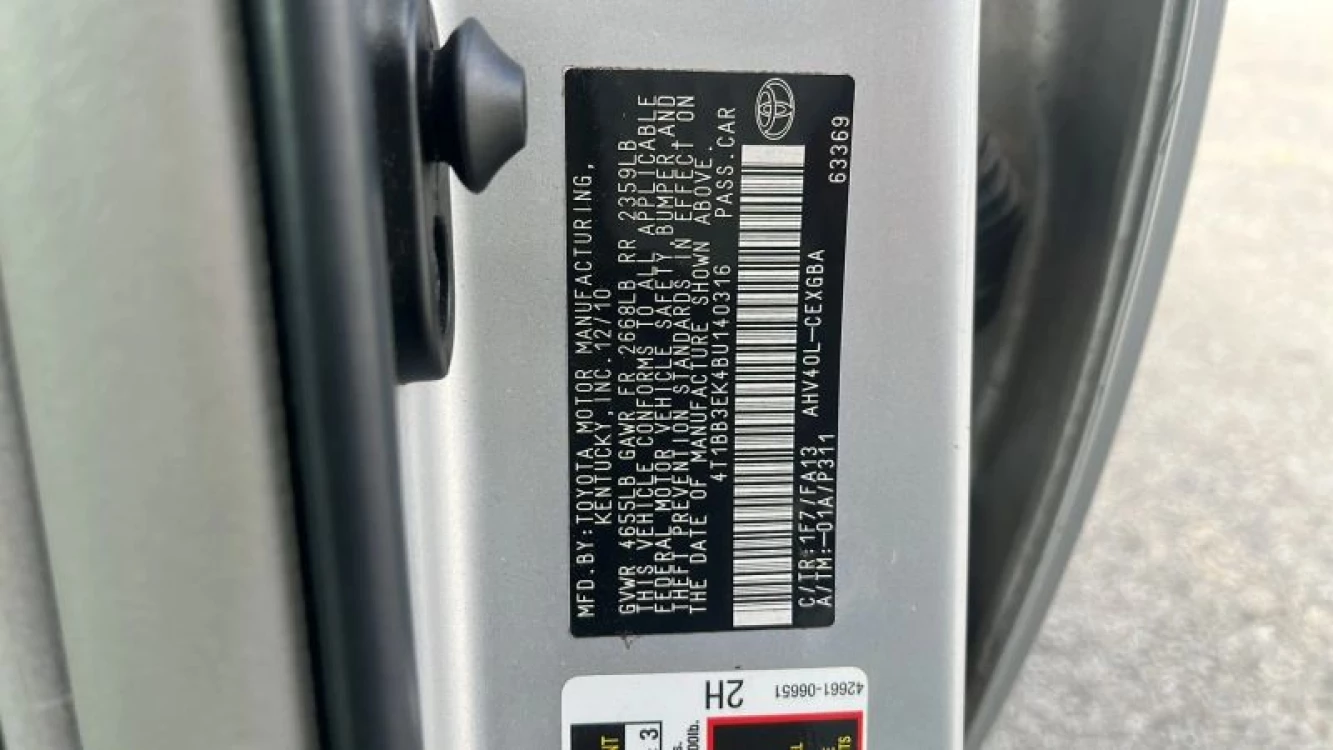 MFD.BY:TOYOTA MOTOR MANUFACTURING,
KENTUCKY,INC.12/10
GVWR 4655LB GAWR FR 2668LB RR 2359LB
THIS VEHICLE CONFORMS TO ALL APPLICABLE
FEDERAL MOTOR VEHICLE SAFETY, BUMPER, AND
THEFT PREVENTION STANDARDS IN EFFECT ON
THE DATE OF MANUFACTURE SHOWN ABOVE.
4T1BB3EK4BU140316 PASS.CAR
C/TR:1F7/FA13 AHV40L-CEXGBA
A/TM:-01A/P311 63369
2H 42661-06651
3
00lb.